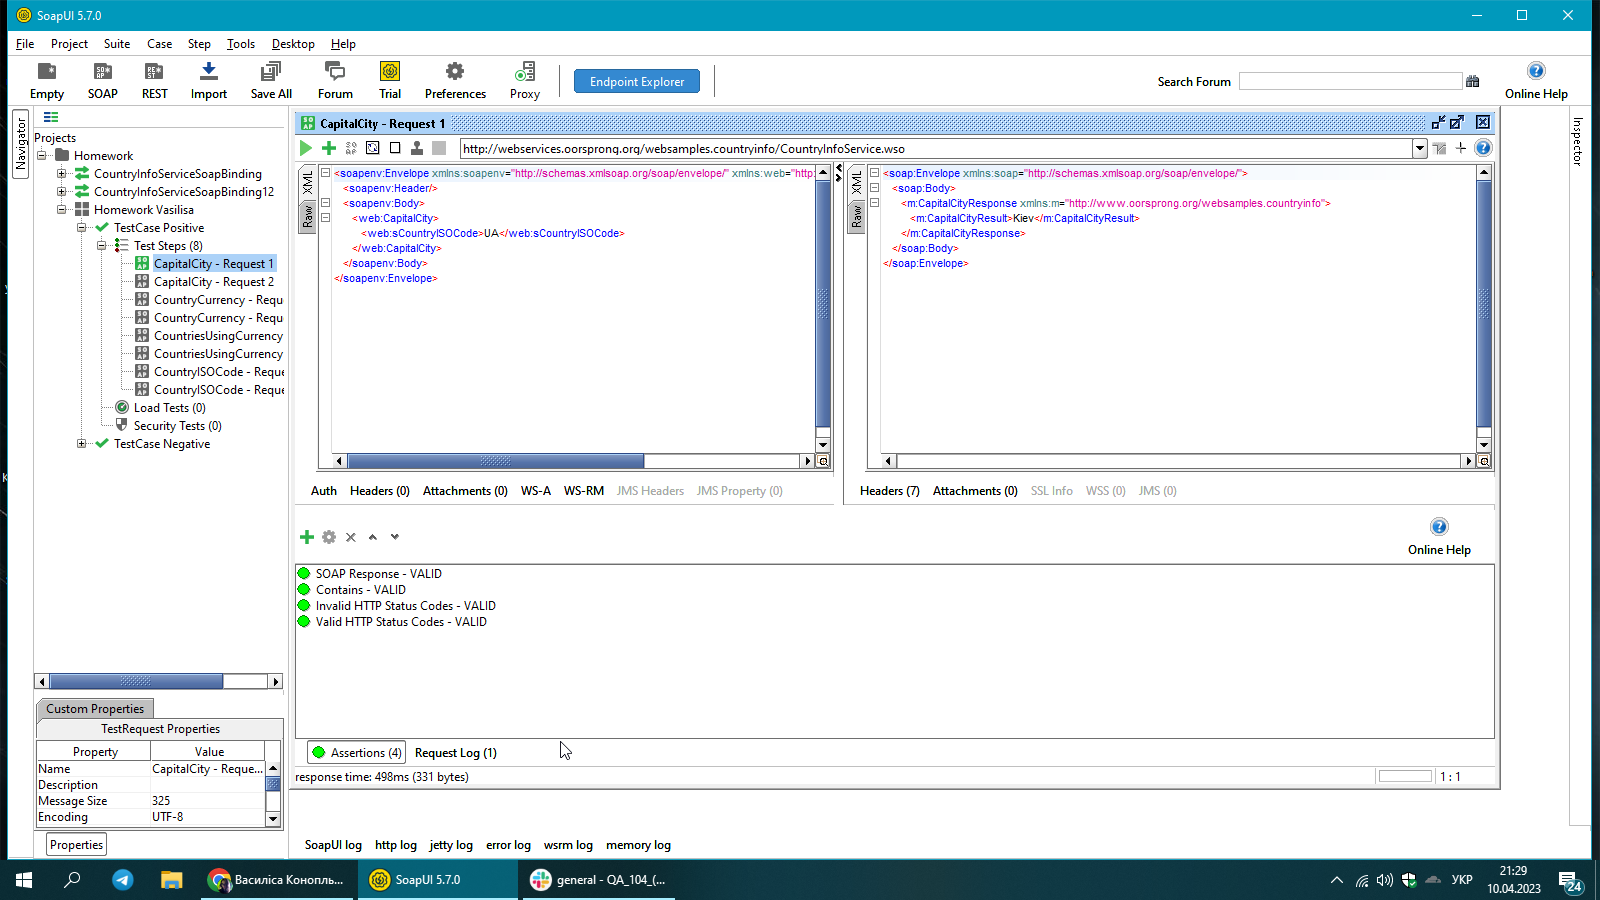 SoapUI 5.7.0
File Project Suite Case Step Tools Desktop Help
Empty SOAP REST Import Save All Forum Trial Preferences Proxy Endpoint Explorer Search Forum Online Help
Navigator
Projects
Homework
CountryInfoServiceSoapBinding
CountryInfoServiceSoapBinding12
Homework Vasilisa
TestCase Positive
Test Steps (8)
CapitalCity - Request 1
CapitalCity - Request 2
CountryCurrency - Requ
CountryCurrency - Requ
CountriesUsingCurrency
CountriesUsingCurrency
CountryISOCode - Reque
CountryISOCode - Reque
Load Tests (0)
Security Tests (0)
TestCase Negative
Custom Properties
TestRequest Properties
Property Value
Name CapitalCity - Reque...
Description
Message Size 325
Encoding UTF-8
Properties
CapitalCity - Request 1
http://webservices.oorsprong.org/websamples.countryinfo/CountryInfoService.wso
XML
Raw
<soapenv:Envelope xmlns:soapenv="http://schemas.xmlsoap.org/soap/envelope/" xmlns:web="http:
<soapenv:Header/>
<soapenv:Body>
<web:CapitalCity>
<web:sCountryISOCode>UA</web:sCountryISOCode>
</web:CapitalCity>
</soapenv:Body>
</soapenv:Envelope>
XML
Raw
<soap:Envelope xmlns:soap="http://schemas.xmlsoap.org/soap/envelope/">
<soap:Body>
<m:CapitalCityResponse xmlns:m="http://www.oorsprong.org/websamples.countryinfo">
<m:CapitalCityResult>Kiev</m:CapitalCityResult>
</m:CapitalCityResponse>
</soap:Body>
</soap:Envelope>
Auth Headers (0) Attachments (0) WS-A WS-RM JMS Headers JMS Property (0)
Headers (7) Attachments (0) SSL Info WSS (0) JMS (0)
Online Help
SOAP Response - VALID
Contains - VALID
Invalid HTTP Status Codes - VALID
Valid HTTP Status Codes - VALID
Assertions (4) Request Log (1)
response time: 498ms (331 bytes) 1 : 1
Inspector
SoapUI log http log jetty log error log wsrm log memory log
Василіса Конопль... SoapUI 5.7.0 general - QA_104_(... УКР 21:29
10.04.2023 24